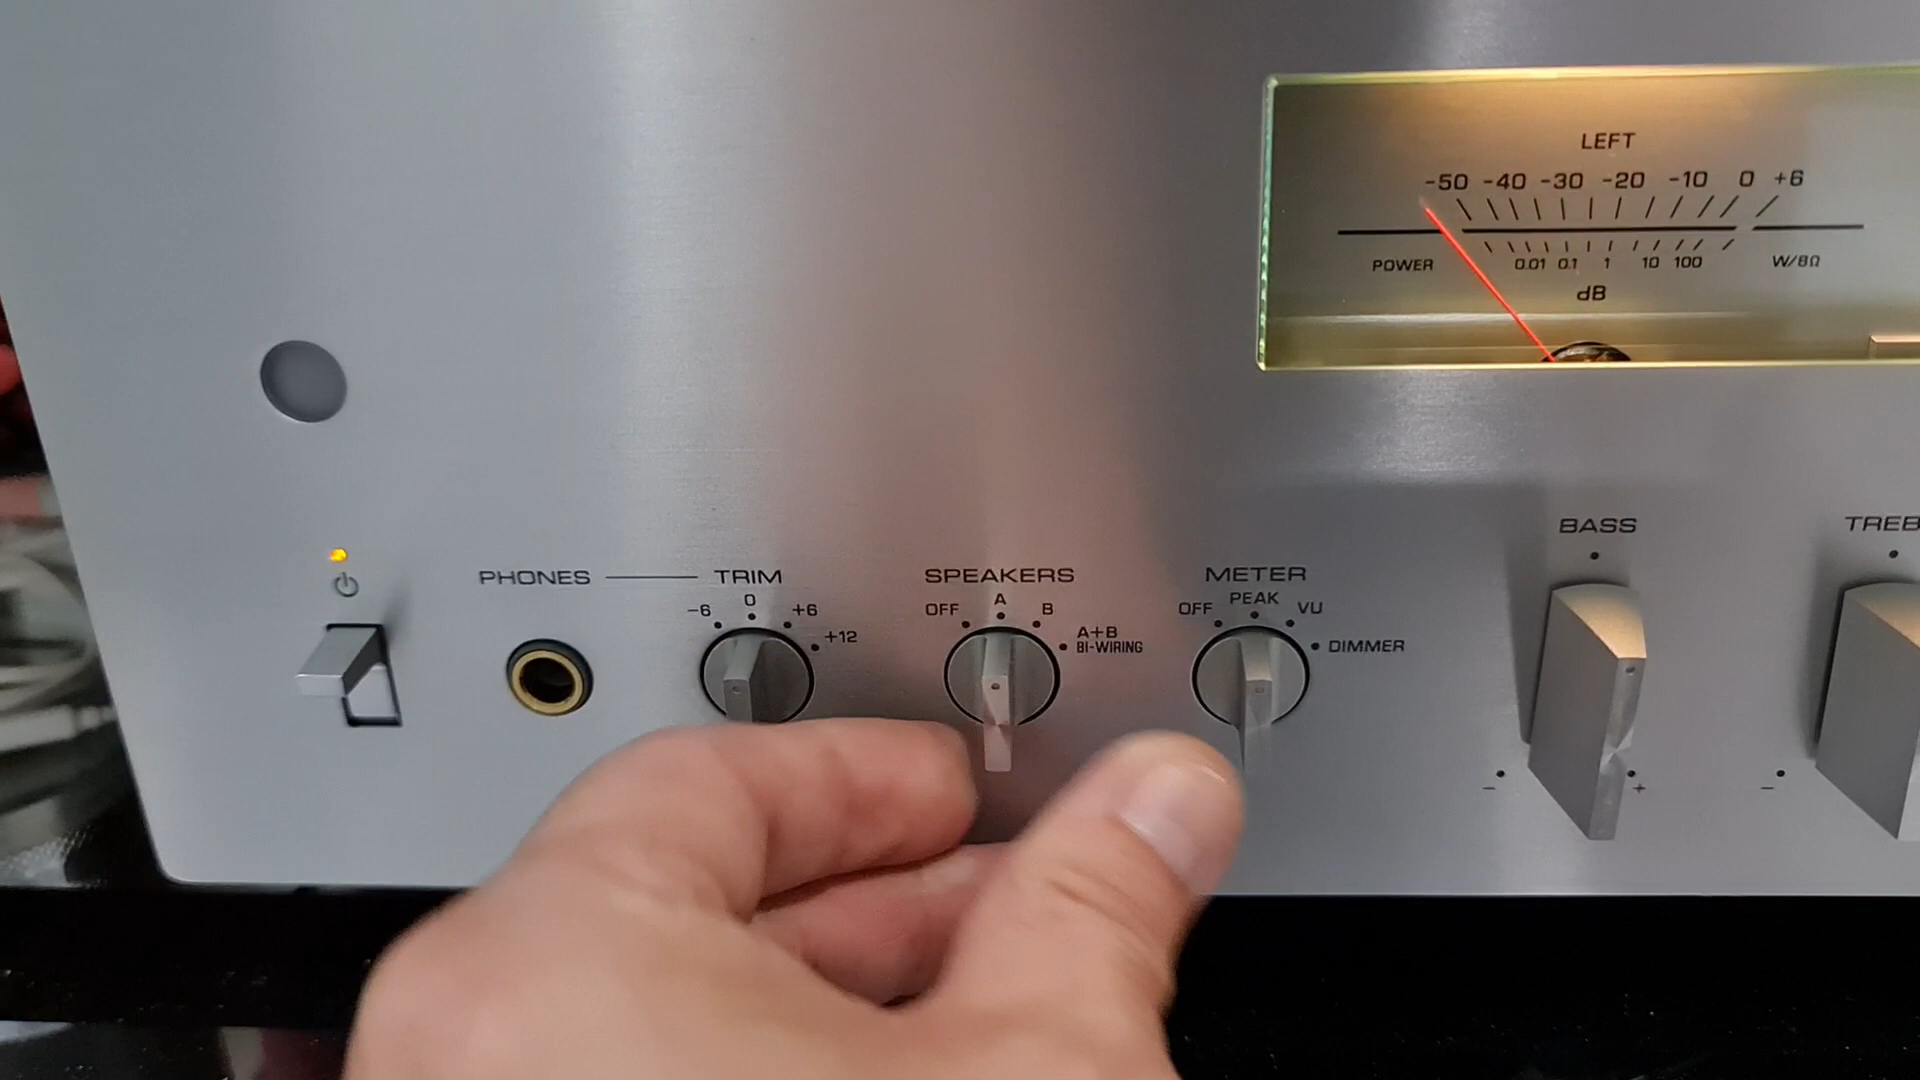 LEFT
-50 -40 -30 -20 -10 0 +6
POWER 0.01 0.1 1 10 100 W/8Ω
dB
BASS
TREB
PHONES
TRIM
-6 0 +6 +12
SPEAKERS
OFF A B A+B
BI-WIRING
METER
OFF PEAK VU DIMMER
- +
-